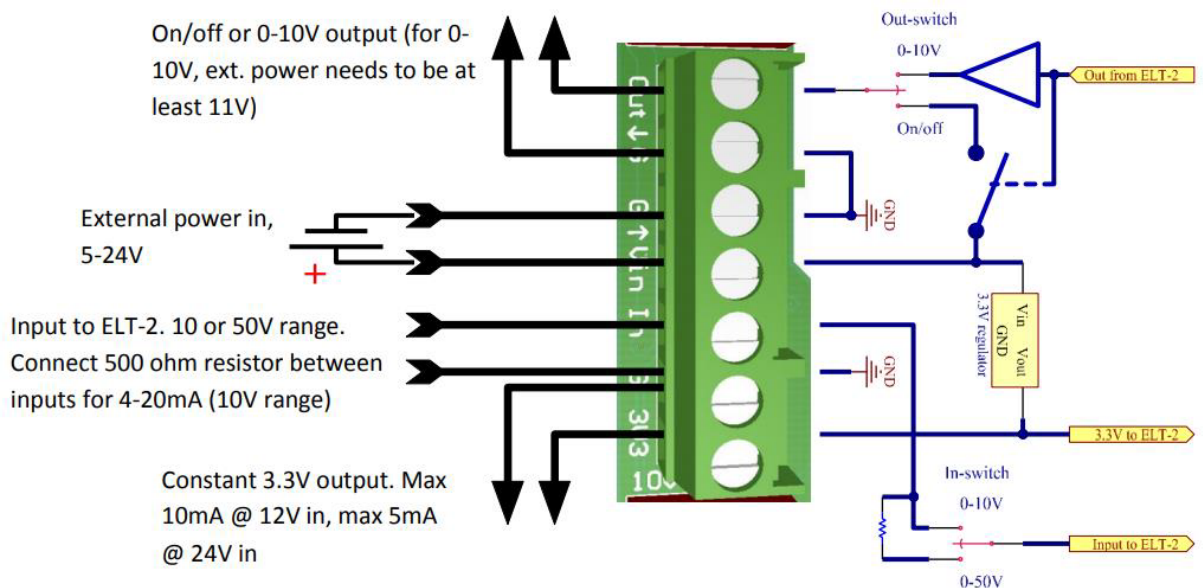 On/off or 0-10V output (for 0-
10V, ext. power needs to be at
least 11V)
External power in,
5-24V
+
Input to ELT-2. 10 or 50V range.
Connect 500 ohm resistor between
inputs for 4-20mA (10V range)
Constant 3.3V output. Max
10mA @ 12V in, max 5mA
@ 24V in
Out ↓ G
G ↑ Vin
In
3V3
Out-switch
0-10V
Out from ELT-2
On/off
GND
Vin
GND
Vout
3.3V regulator
GND
3.3V to ELT-2
In-switch
0-10V
Input to ELT-2
0-50V